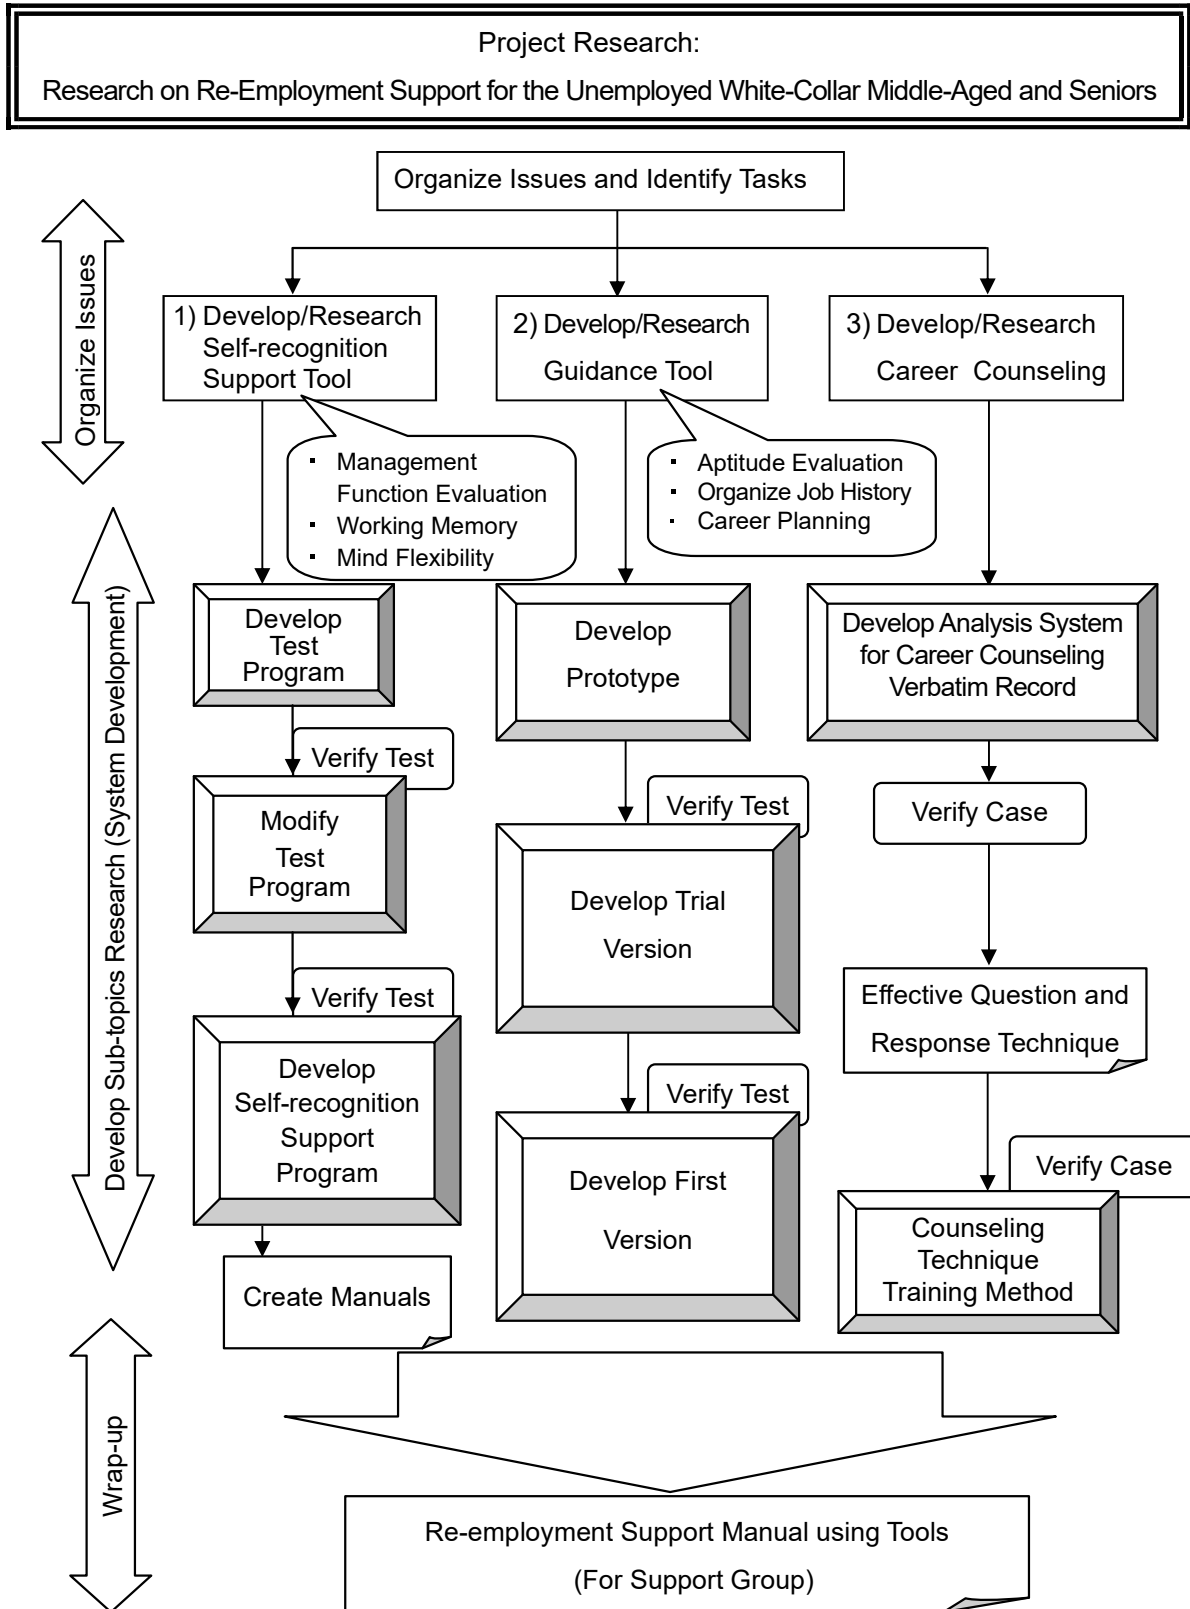 Project Research:
Research on Re-Employment Support for the Unemployed White-Collar Middle-Aged and Seniors
Organize Issues and Identify Tasks
Organize Issues
1) Develop/Research
Self-recognition
Support Tool
2) Develop/Research
Guidance Tool
3) Develop/Research
Career Counseling
▪ Management
Function Evaluation
▪ Working Memory
▪ Mind Flexibility
▪ Aptitude Evaluation
▪ Organize Job History
▪ Career Planning
Develop Sub-topics Research (System Development)
Develop
Test
Program
Verify Test
Modify
Test
Program
Verify Test
Develop
Self-recognition
Support
Program
Create Manuals
Develop
Prototype
Verify Test
Develop Trial
Version
Verify Test
Develop First
Version
Develop Analysis System
for Career Counseling
Verbatim Record
Verify Case
Effective Question and
Response Technique
Verify Case
Counseling
Technique
Training Method
Wrap-up
Re-employment Support Manual using Tools
(For Support Group)